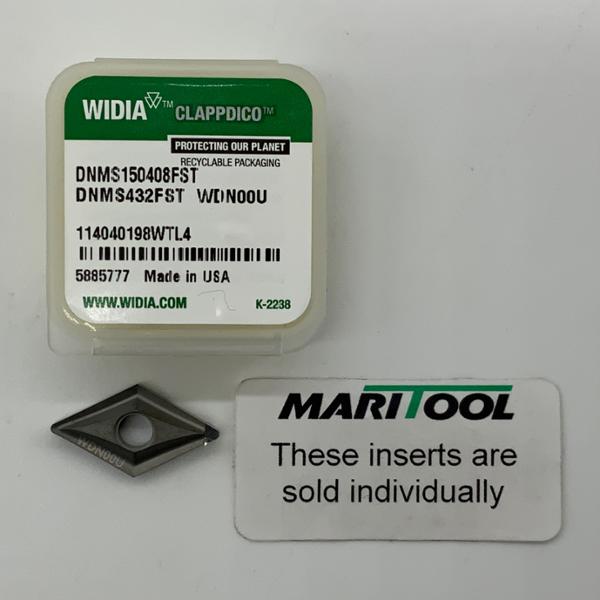 WIDIA™ CLAPPDICO™
PROTECTING OUR PLANET
RECYCLABLE PACKAGING
DNMS150408FST
DNMS432FST WDN00U
114040198WTL4
5885777 Made in USA
WWW.WIDIA.COM K-2238
WDN00U
MARITOOL
These inserts are
sold individually